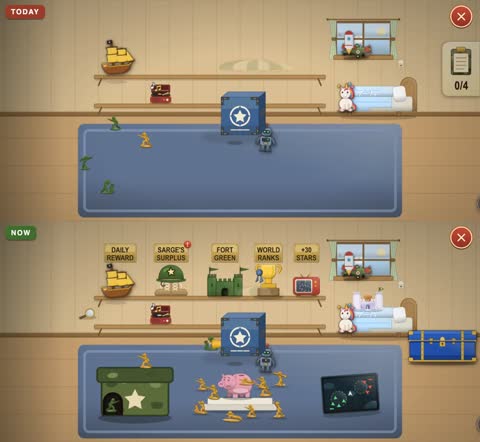 TODAY
0/4
NOW
DAILY
REWARD
SARGE'S
SURPLUS
FORT
GREEN
WORLD
RANKS
+30
STARS